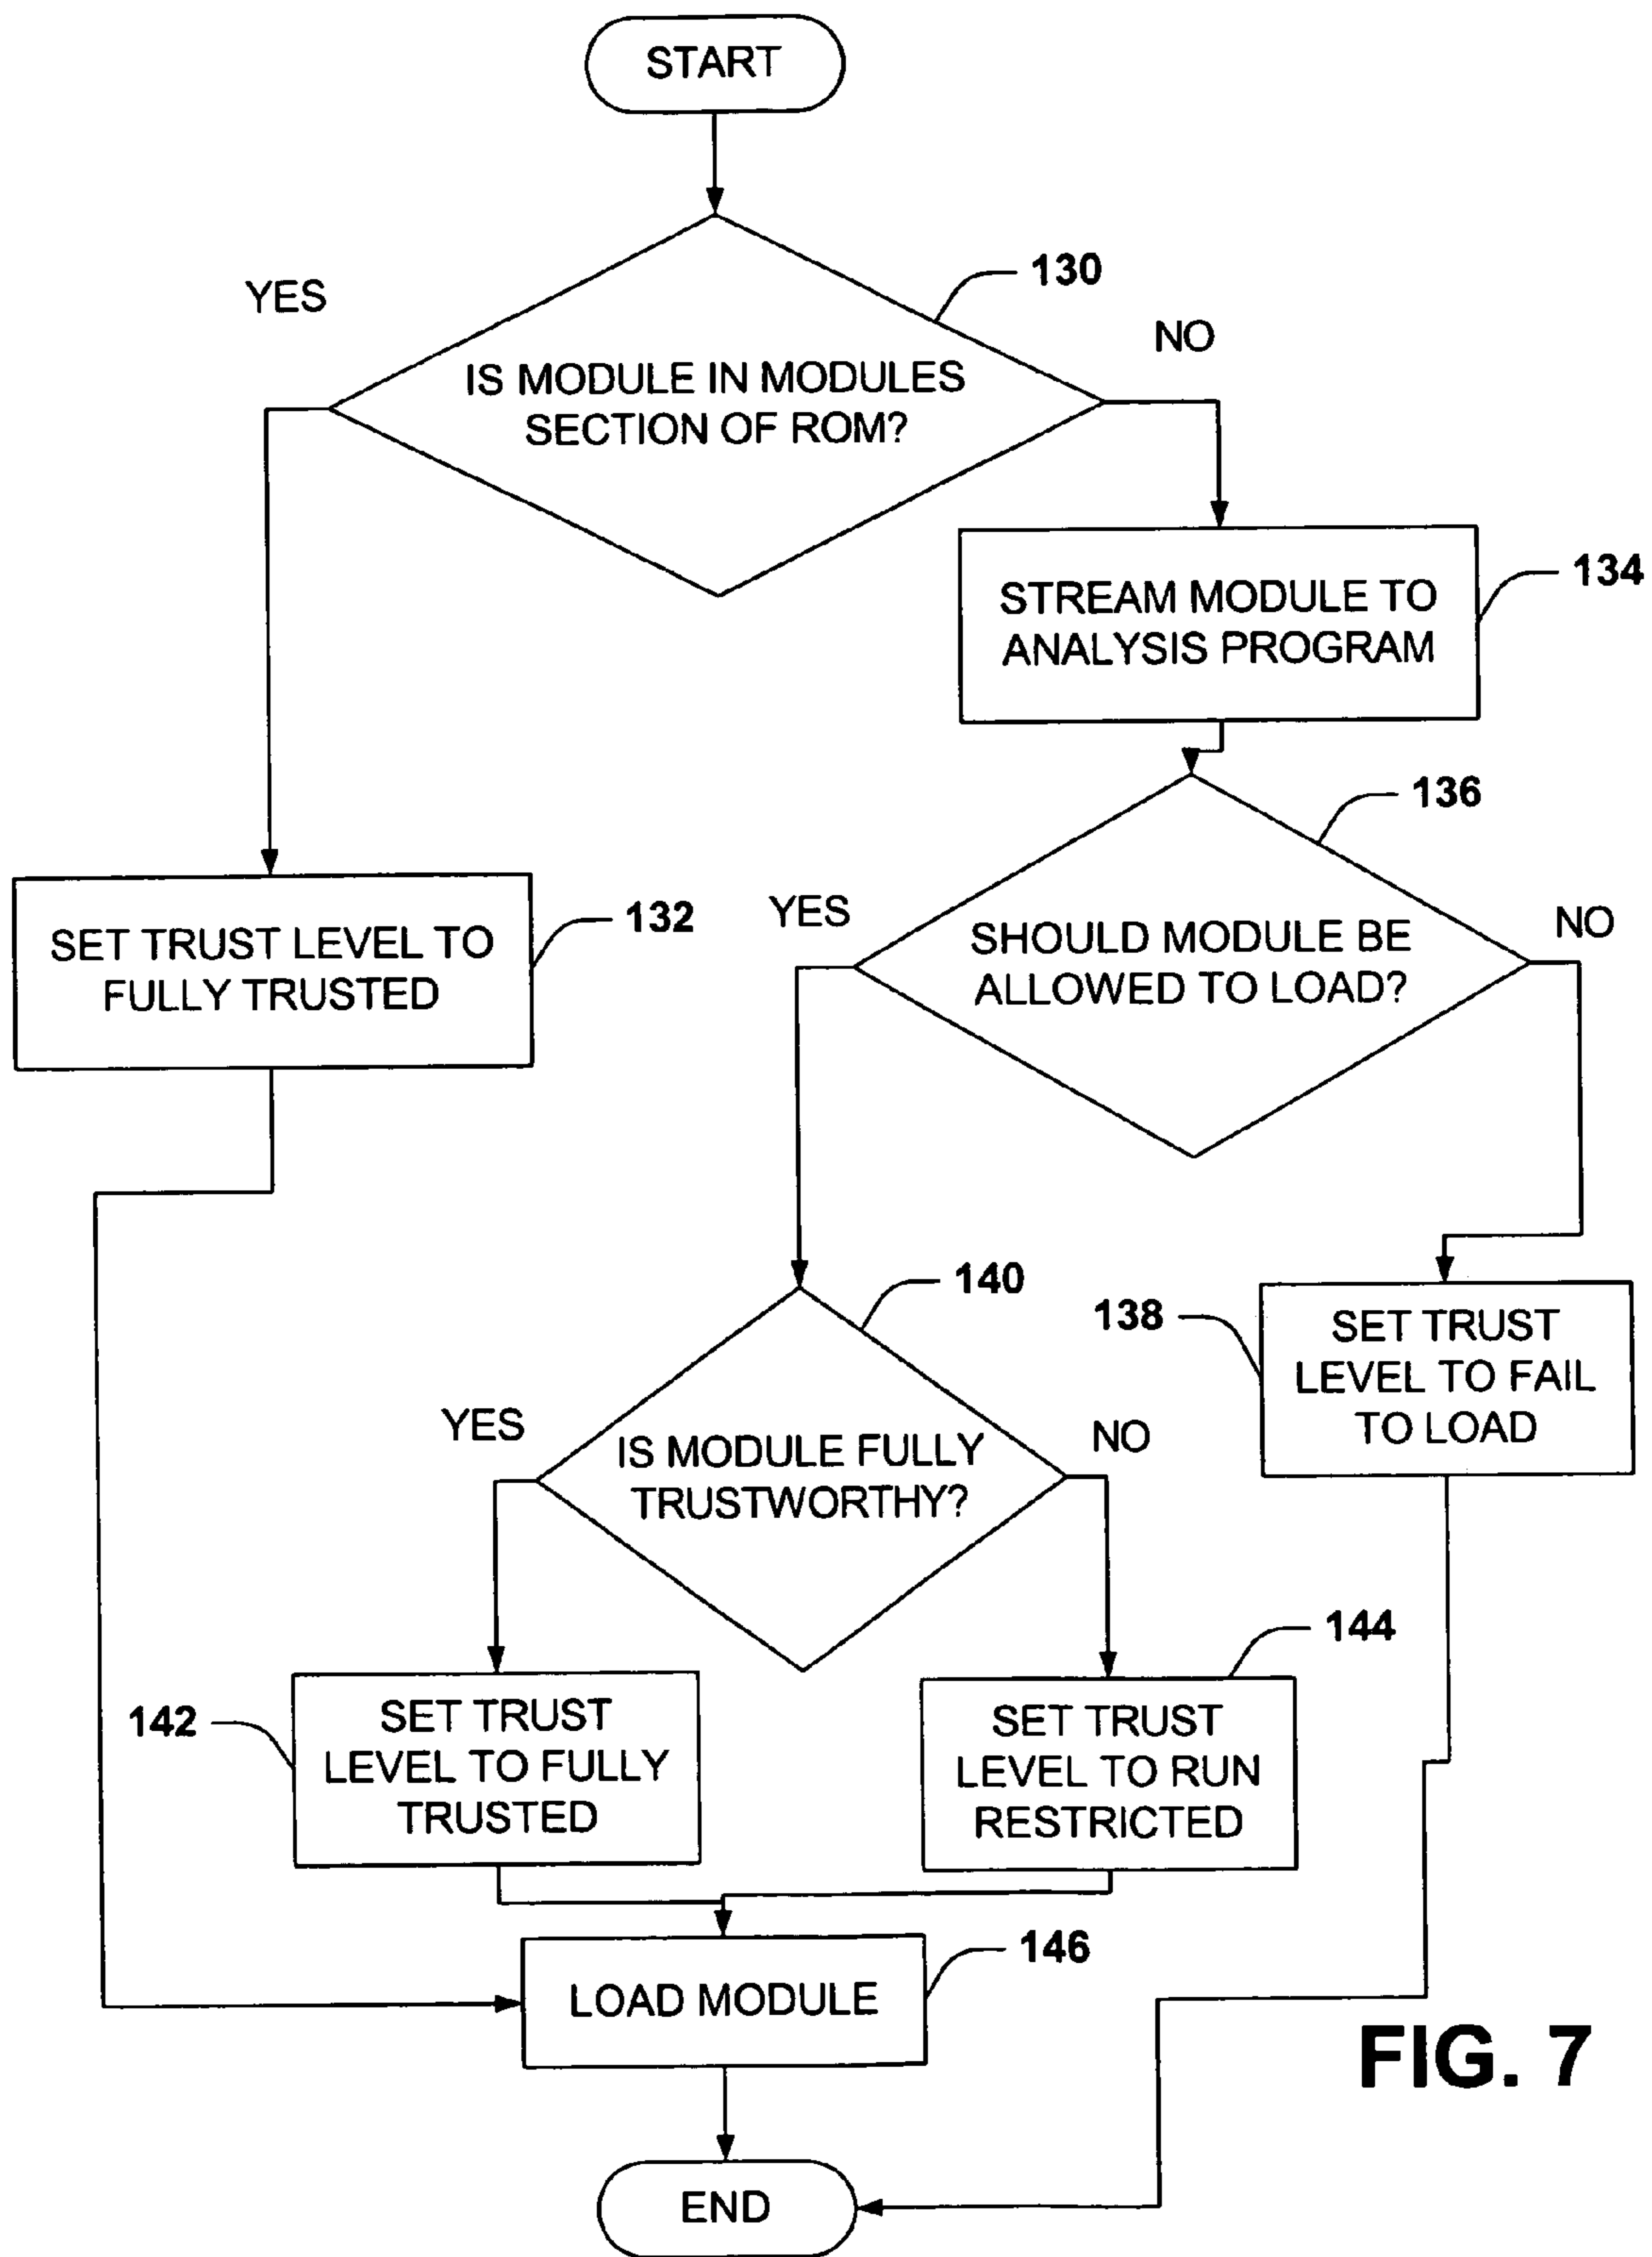 START
130
YES
NO
IS MODULE IN MODULES
SECTION OF ROM?
134
STREAM MODULE TO
ANALYSIS PROGRAM
136
132
YES
NO
SET TRUST LEVEL TO
FULLY TRUSTED
SHOULD MODULE BE
ALLOWED TO LOAD?
140
138
SET TRUST
LEVEL TO FAIL
TO LOAD
YES
NO
IS MODULE FULLY
TRUSTWORTHY?
144
142
SET TRUST
LEVEL TO FULLY
TRUSTED
SET TRUST
LEVEL TO RUN
RESTRICTED
146
LOAD MODULE
FIG. 7
END